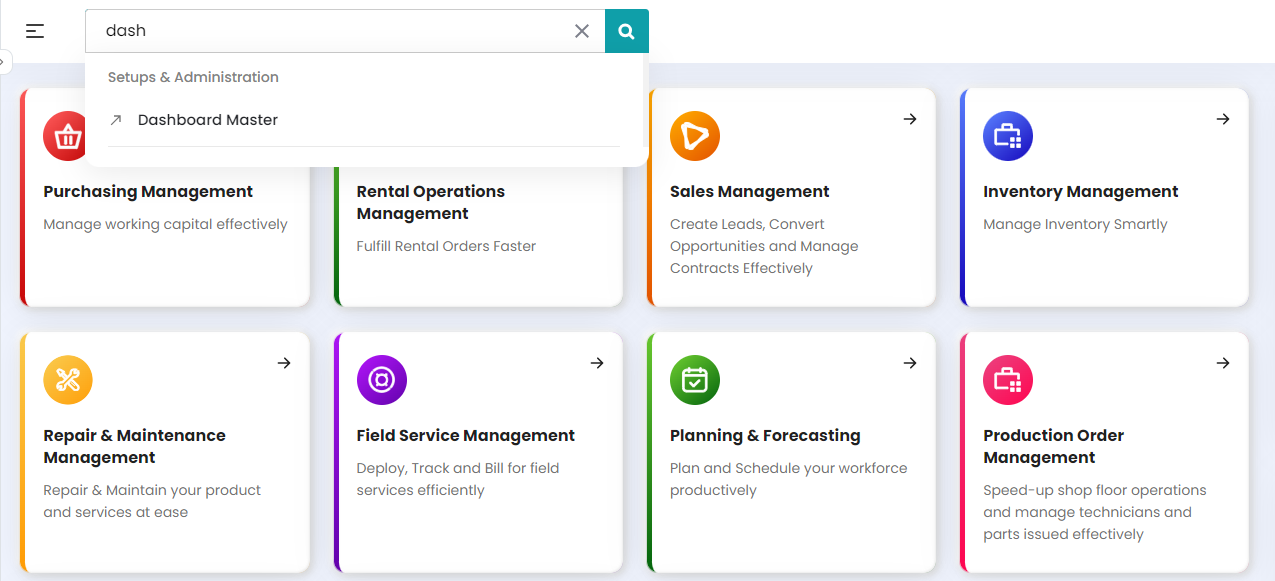 dash
Setups & Administration
Dashboard Master
Purchasing Management
Manage working capital effectively
Rental Operations
Management
Fulfill Rental Orders Faster
Sales Management
Create Leads, Convert
Opportunities and Manage
Contracts Effectively
Inventory Management
Manage Inventory Smartly
Repair & Maintenance
Management
Repair & Maintain your product
and services at ease
Field Service Management
Deploy, Track and Bill for field
services efficiently
Planning & Forecasting
Plan and Schedule your workforce
productively
Production Order
Management
Speed-up shop floor operations
and manage technicians and
parts issued effectively